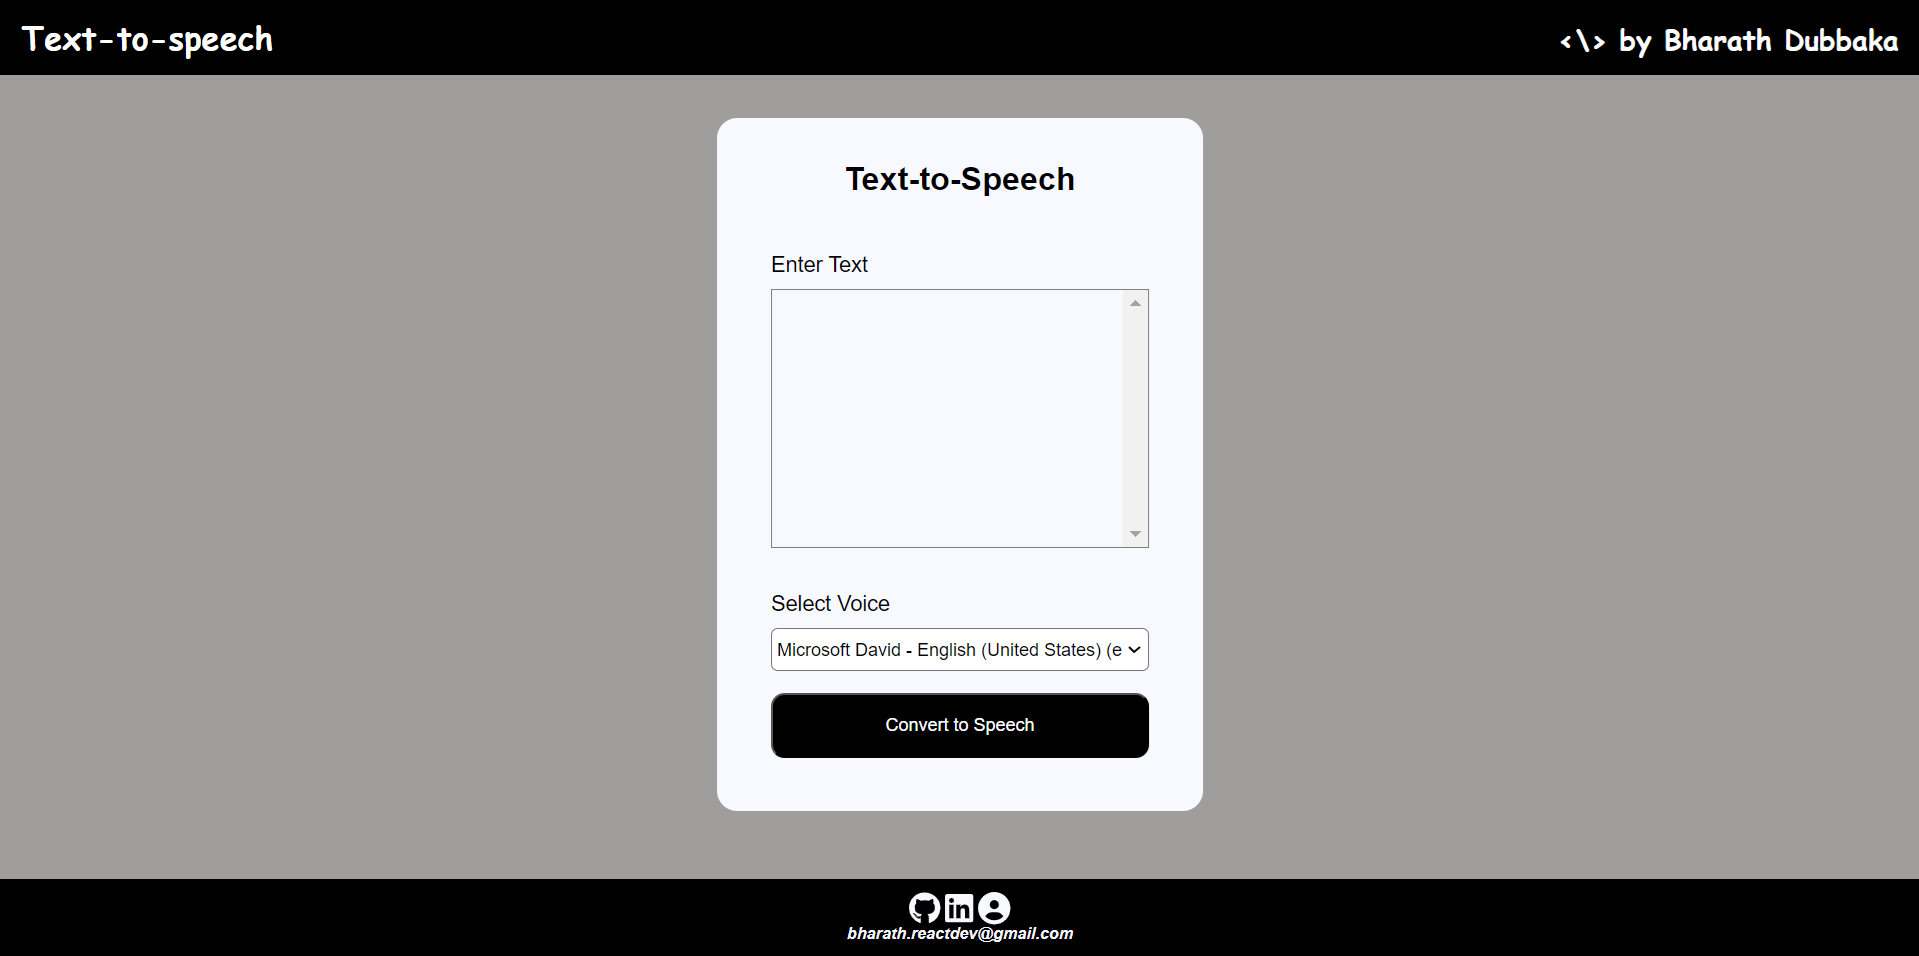 Text-to-speech
<\> by Bharath Dubbaka
Text-to-Speech
Enter Text
Select Voice
Microsoft David - English (United States) (e
Convert to Speech
in
bharath.reactdev@gmail.com